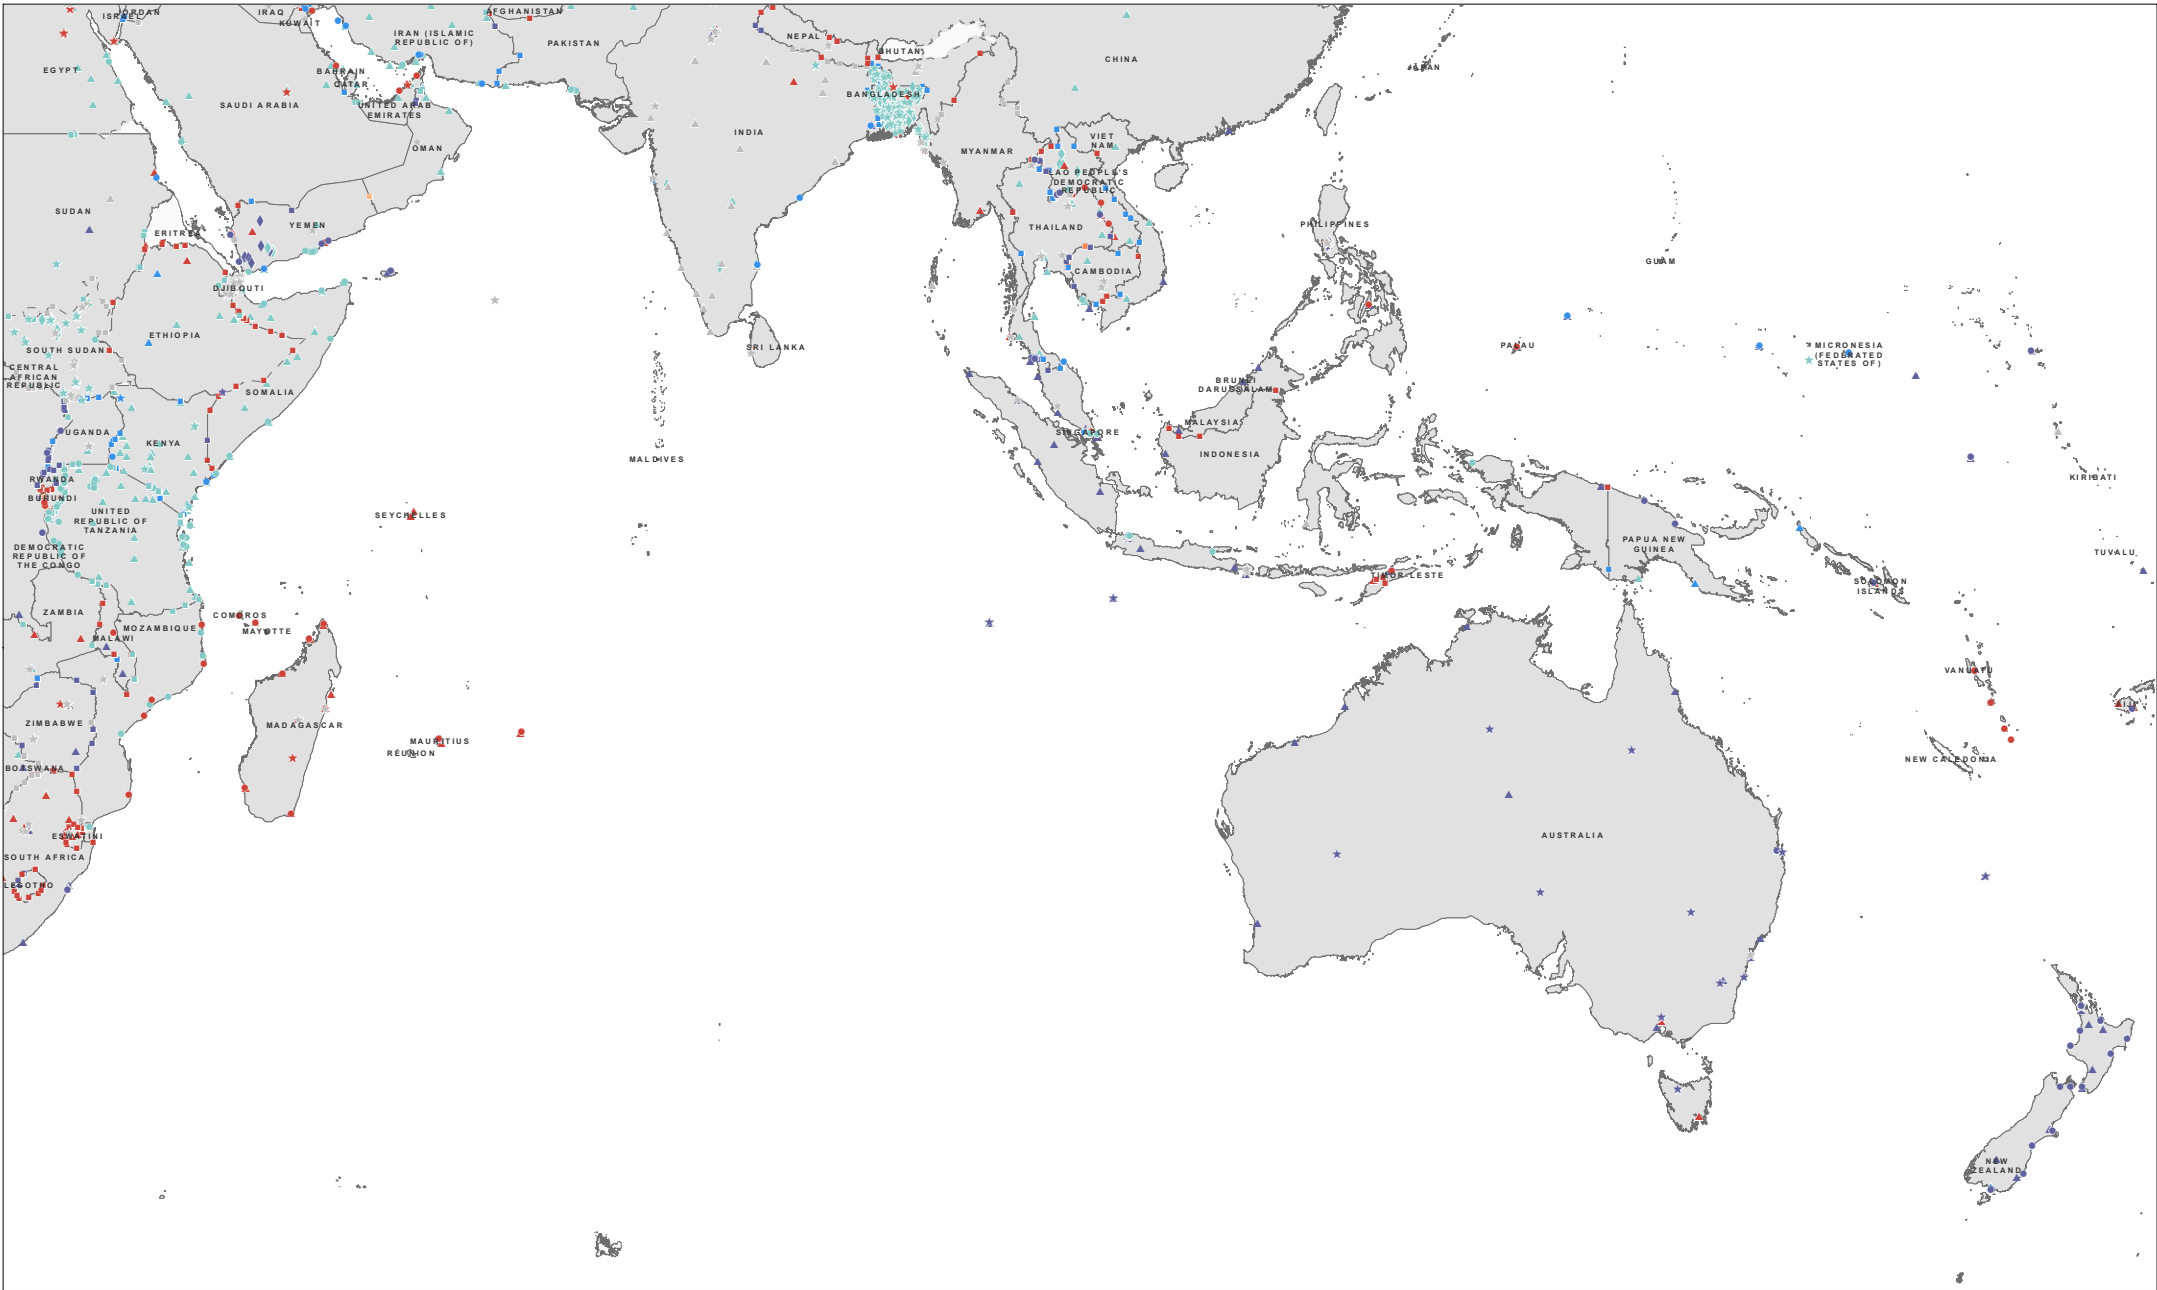 JORDAN
ISRAEL
IRAQ
KUWAIT
AFGHANISTAN
IRAN (ISLAMIC
REPUBLIC OF)
PAKISTAN
NEPAL
BHUTAN
CHINA
JAPAN
EGYPT
BAHRAIN
QATAR
SAUDI ARABIA
UNITED ARAB
EMIRATES
BANGLADESH
INDIA
OMAN
MYANMAR
VIET
NAM
LAO PEOPLE'S
DEMOCRATIC
REPUBLIC
SUDAN
YEMEN
ERITREA
THAILAND
PHILIPPINES
GUAM
CAMBODIA
DJIBOUTI
ETHIOPIA
SOUTH SUDAN
SRI LANKA
PALAU
MICRONESIA
(FEDERATED
STATES OF)
CENTRAL
AFRICAN
REPUBLIC
SOMALIA
BRUNEI
DARUSSALAM
UGANDA
KENYA
MALAYSIA
SINGAPORE
INDONESIA
MALDIVES
RWANDA
BURUNDI
KIRIBATI
UNITED
REPUBLIC OF
TANZANIA
SEYCHELLES
DEMOCRATIC
REPUBLIC OF
THE CONGO
PAPUA NEW
GUINEA
TUVALU
TIMOR-LESTE
SOLOMON
ISLANDS
ZAMBIA
COMOROS
MAYOTTE
MOZAMBIQUE
MALAWI
VANUATU
FIJI
ZIMBABWE
MADAGASCAR
MAURITIUS
RÉUNION
NEW CALEDONIA
BOTSWANA
ESWATINI
AUSTRALIA
SOUTH AFRICA
LESOTHO
NEW
ZEALAND